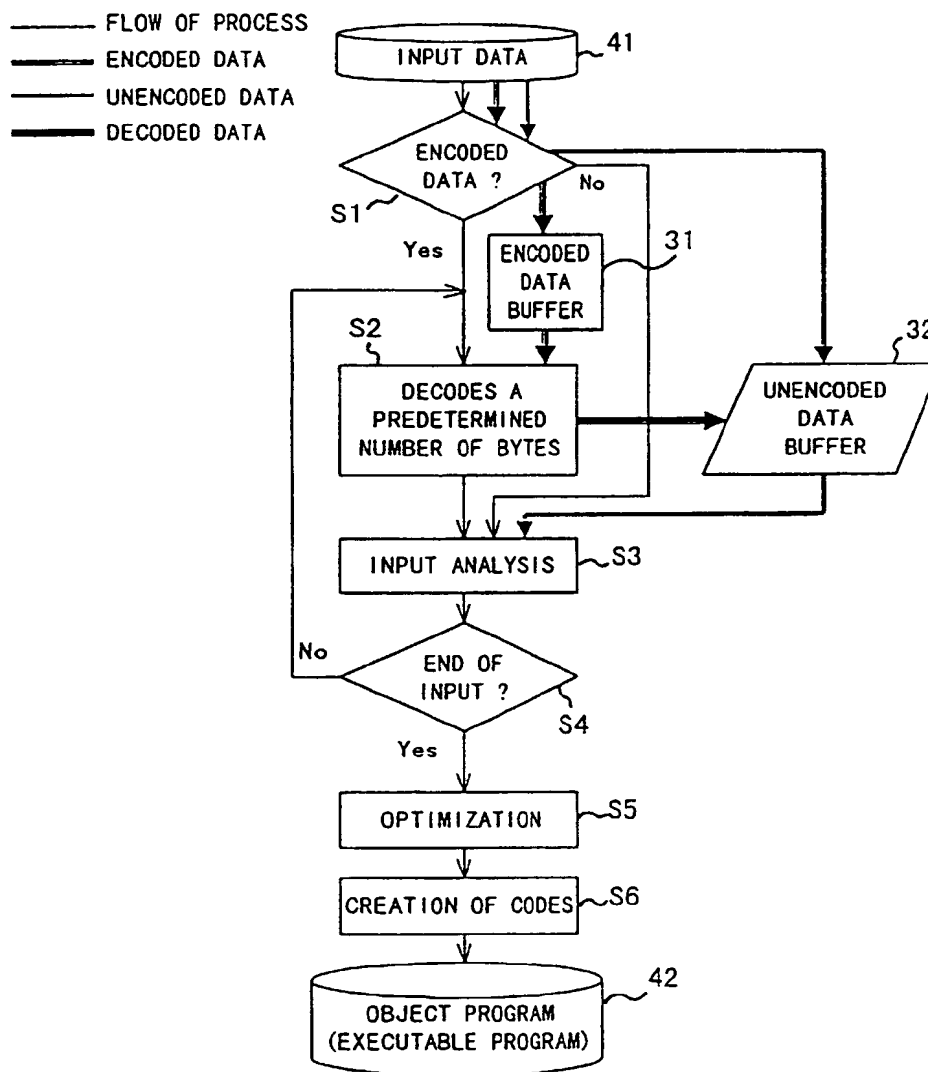 FLOW OF PROCESS
ENCODED DATA
UNENCODED DATA
DECODED DATA
INPUT DATA
41
ENCODED
DATA ?
No
S1
Yes
ENCODED
DATA
BUFFER
31
S2
DECODES A
PREDETERMINED
NUMBER OF BYTES
32
UNENCODED
DATA
BUFFER
INPUT ANALYSIS
S3
No
END OF
INPUT ?
S4
Yes
OPTIMIZATION
S5
CREATION OF CODES
S6
OBJECT PROGRAM
(EXECUTABLE PROGRAM)
42